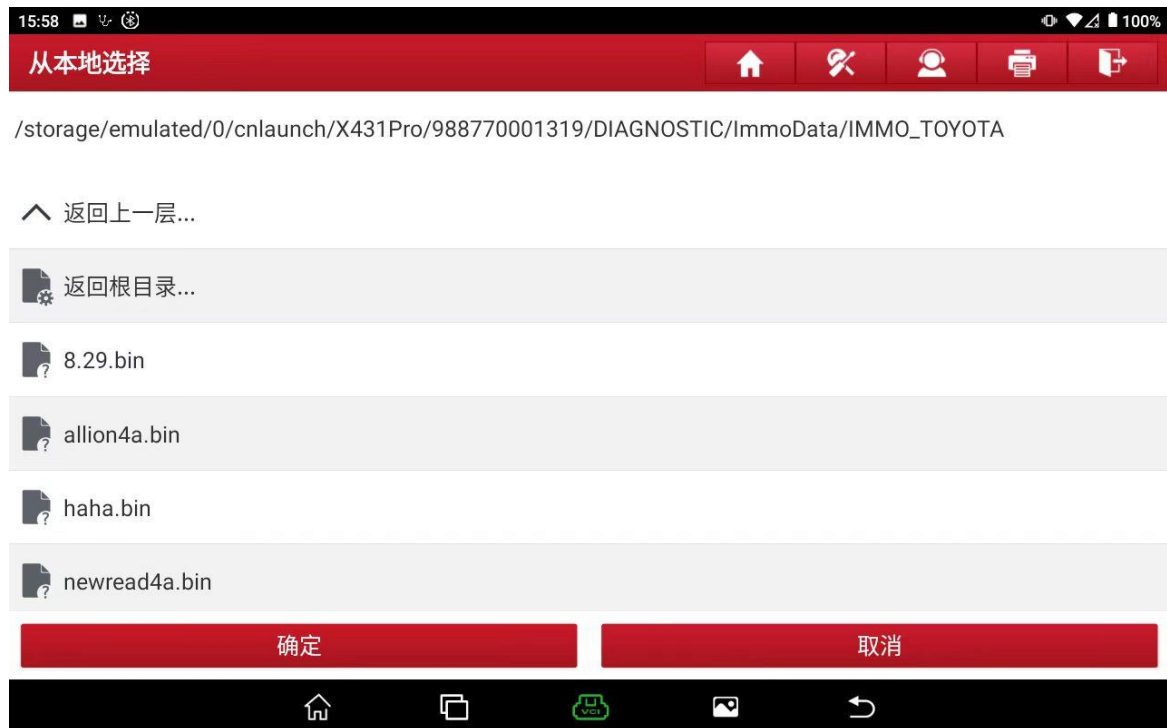 15:58 100%
从本地选择
/storage/emulated/0/cnlaunch/X431Pro/988770001319/DIAGNOSTIC/ImmoData/IMMO_TOYOTA
返回上一层...
返回根目录...
8.29.bin
allion4a.bin
haha.bin
newread4a.bin
确定 取消
VCI